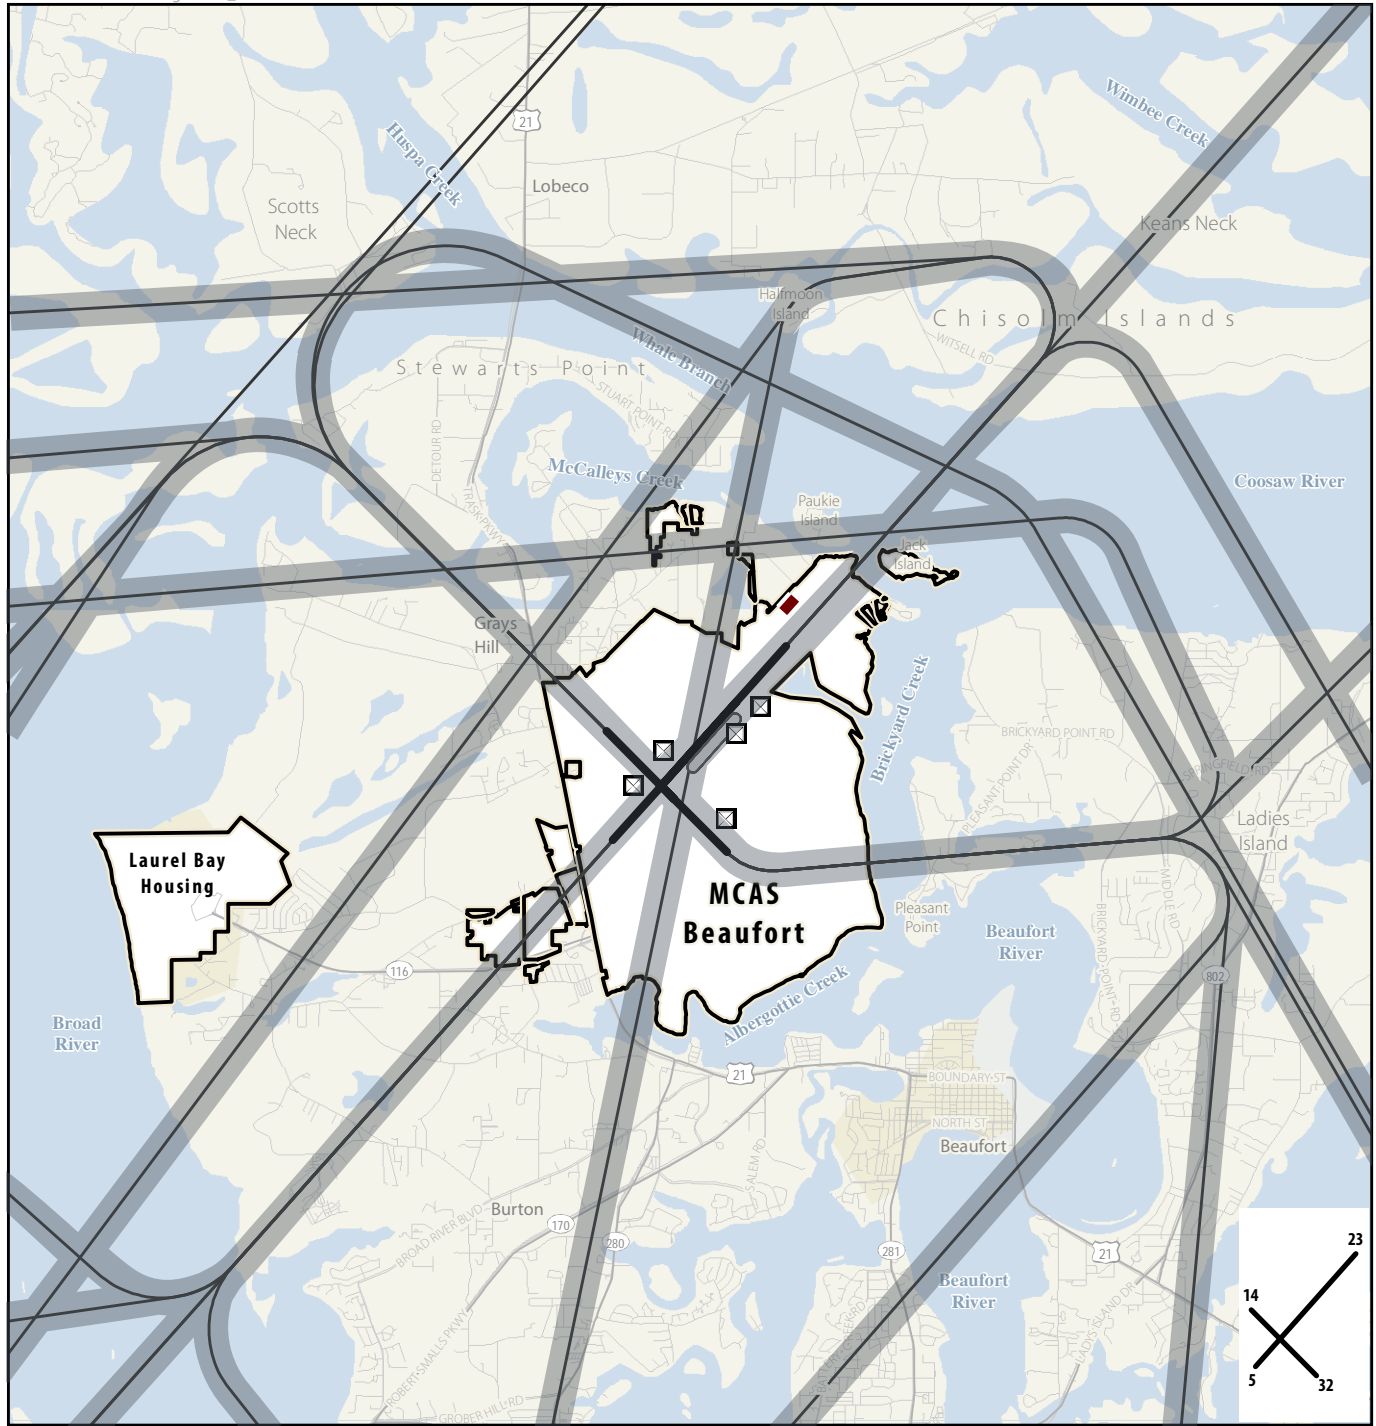 Wimbee Creek
21
Huspa Creek
Lobeco
Scotts
Neck
Keans Neck
Halfmoon
Island
Chisolm Islands
WITSELL RD
Whale Branch
Stewarts Point
STUART POINT RD
DETOUR RD
McCalleys Creek
TRASK PKWY
Coosaw River
Paukie
Island
Jack
Island
Grays
Hill
Brickyard Creek
BRICKYARD POINT RD
PLEASANT POINT DR
SPRINGFIELD RD
Ladies
Island
Laurel Bay
Housing
MCAS
Beaufort
MIDDLE RD
BRICKYARD-POINT-RD-S
Pleasant
Point
Beaufort
River
116
802
Albergottie Creek
Broad
River
21
BOUNDARY-ST
NORTH ST
Beaufort
SALEM RD
Burton
BROAD RIVER BLVD
170
280
281
21
Beaufort
River
LADYS ISLAND DR
BATTERY-CREEK-RD
ROBERT-SMALLS PKWY
GROBER HILL RD
23
14
5
32